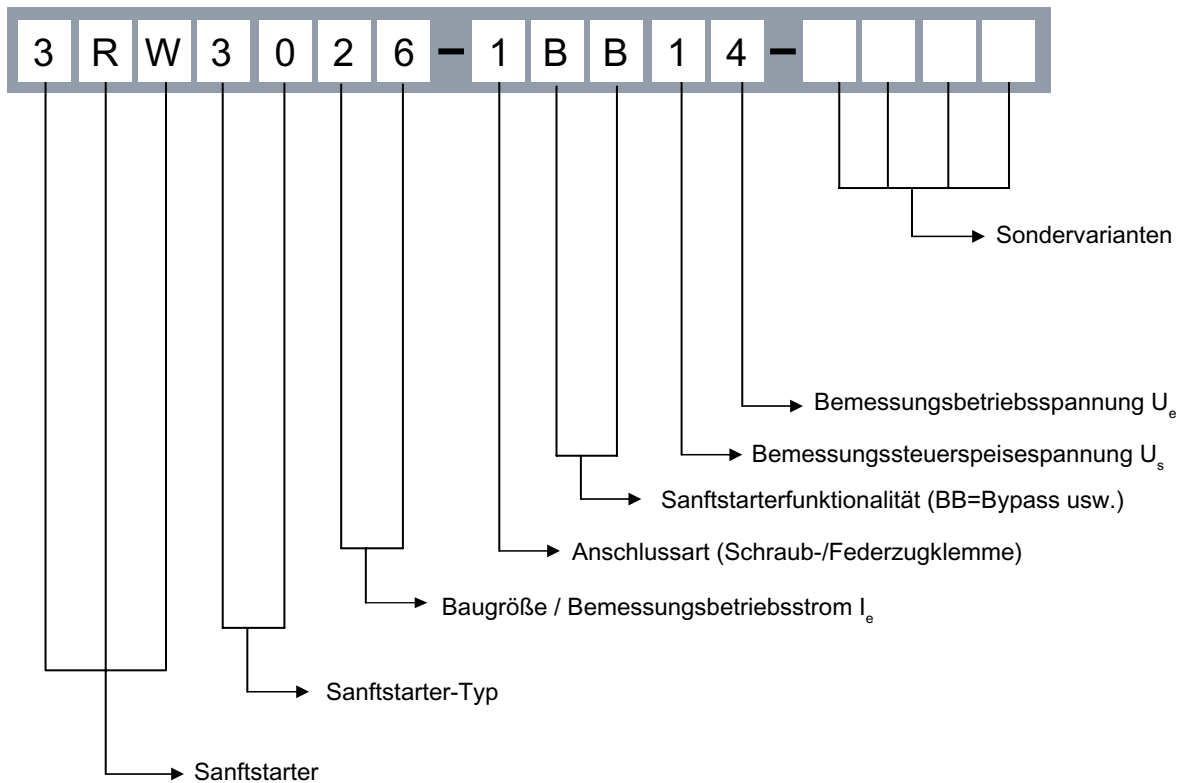 3 R W 3 0 2 6 – 1 B B 1 4 –
Sondervarianten
Bemessungsbetriebsspannung Ue
Bemessungssteuerspeisespannung Us
Sanftstarterfunktionalität (BB=Bypass usw.)
Anschlussart (Schraub-/Federzugklemme)
Baugröße / Bemessungsbetriebsstrom Ie
Sanftstarter-Typ
Sanftstarter